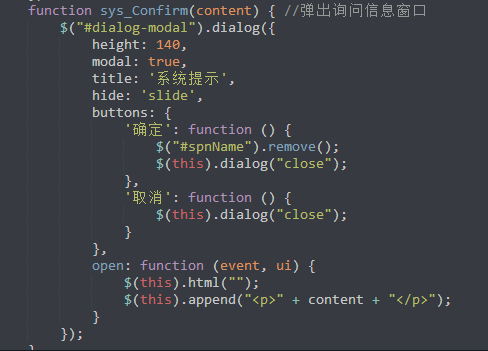 function sys_Confirm(content) { //弹出询问信息窗口
    $("#dialog-modal").dialog({
        height: 140,
        modal: true,
        title: '系统提示',
        hide: 'slide',
        buttons: {
            '确定': function () {
                $("#spnName").remove();
                $(this).dialog("close");
            },
            '取消': function () {
                $(this).dialog("close");
            }
        },
        open: function (event, ui) {
            $(this).html("");
            $(this).append("<p>" + content + "</p>");
        }
    });
}